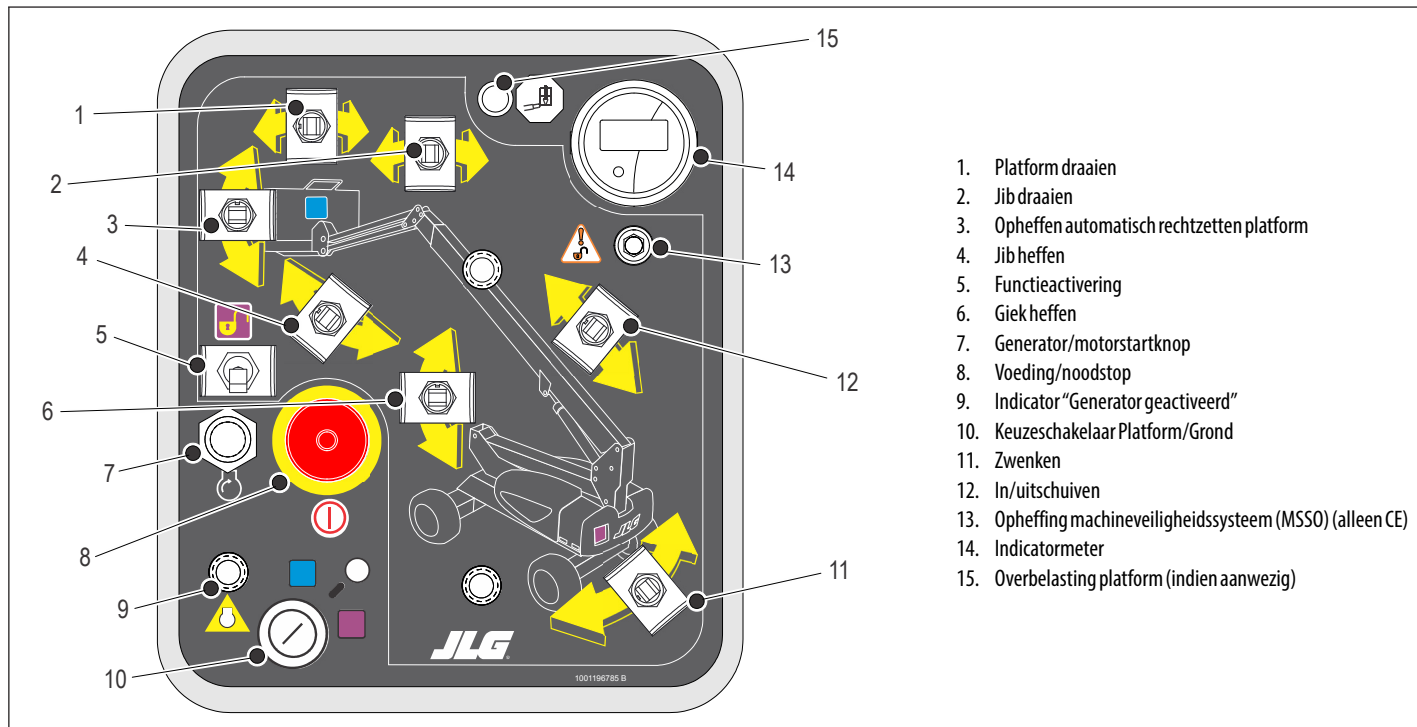 15
1
2
14
3
13
4
5
12
6
7
8
9
11
10
JLG
JLG
1001196785 B
1. Platform draaien
2. Jib draaien
3. Opheffen automatisch rechtzetten platform
4. Jib heffen
5. Functieactivering
6. Giek heffen
7. Generator/motorstartknop
8. Voeding/noodstop
9. Indicator “Generator geactiveerd”
10. Keuzeschakelaar Platform/Grond
11. Zwenken
12. In/uitschuiven
13. Opheffing machineveiligheidssysteem (MSSO) (alleen CE)
14. Indicatormeter
15. Overbelasting platform (indien aanwezig)